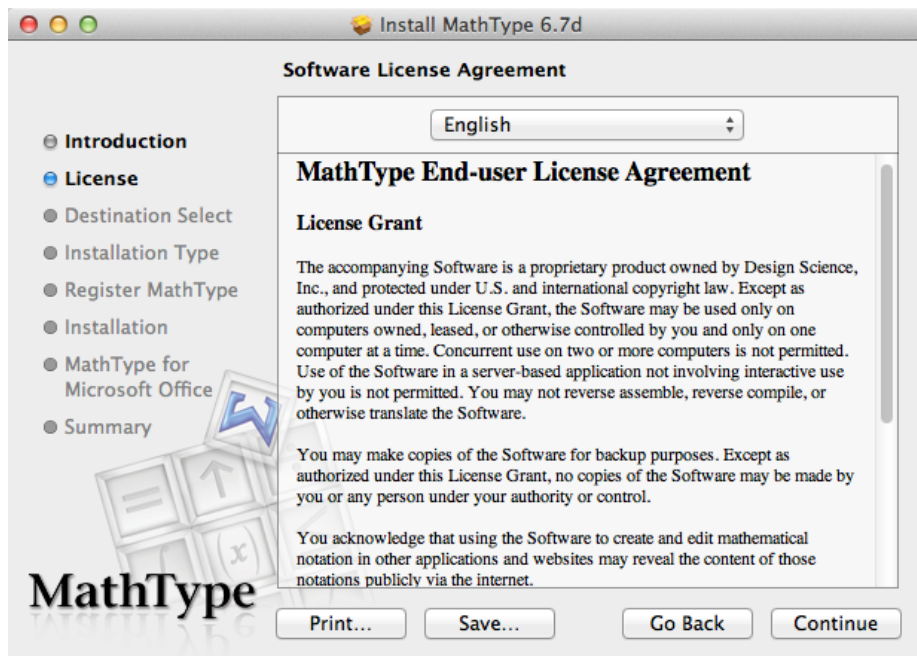 Install MathType 6.7d
Software License Agreement
Introduction
License
Destination Select
Installation Type
Register MathType
Installation
MathType for
Microsoft Office
Summary
MathType
English
MathType End-user License Agreement
License Grant
The accompanying Software is a proprietary product owned by Design Science,
Inc., and protected under U.S. and international copyright law. Except as
authorized under this License Grant, the Software may be used only on
computers owned, leased, or otherwise controlled by you and only on one
computer at a time. Concurrent use on two or more computers is not permitted.
Use of the Software in a server-based application not involving interactive use
by you is not permitted. You may not reverse assemble, reverse compile, or
otherwise translate the Software.
You may make copies of the Software for backup purposes. Except as
authorized under this License Grant, no copies of the Software may be made by
you or any person under your authority or control.
You acknowledge that using the Software to create and edit mathematical
notation in other applications and websites may reveal the content of those
notations publicly via the internet.
Print...
Save...
Go Back
Continue